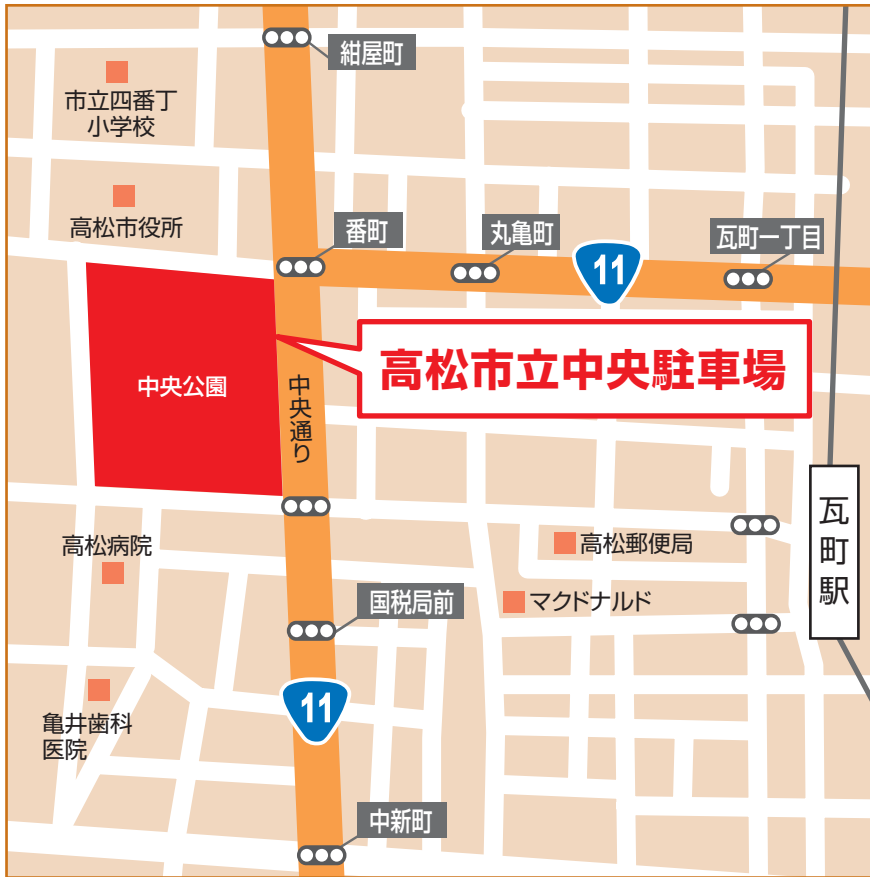 紺屋町
市立四番丁
小学校
高松市役所
番町
丸亀町
瓦町一丁目
11
高松市立中央駐車場
中央公園
中央通り
瓦町駅
高松病院
高松郵便局
国税局前
マクドナルド
11
亀井歯科
医院
中新町